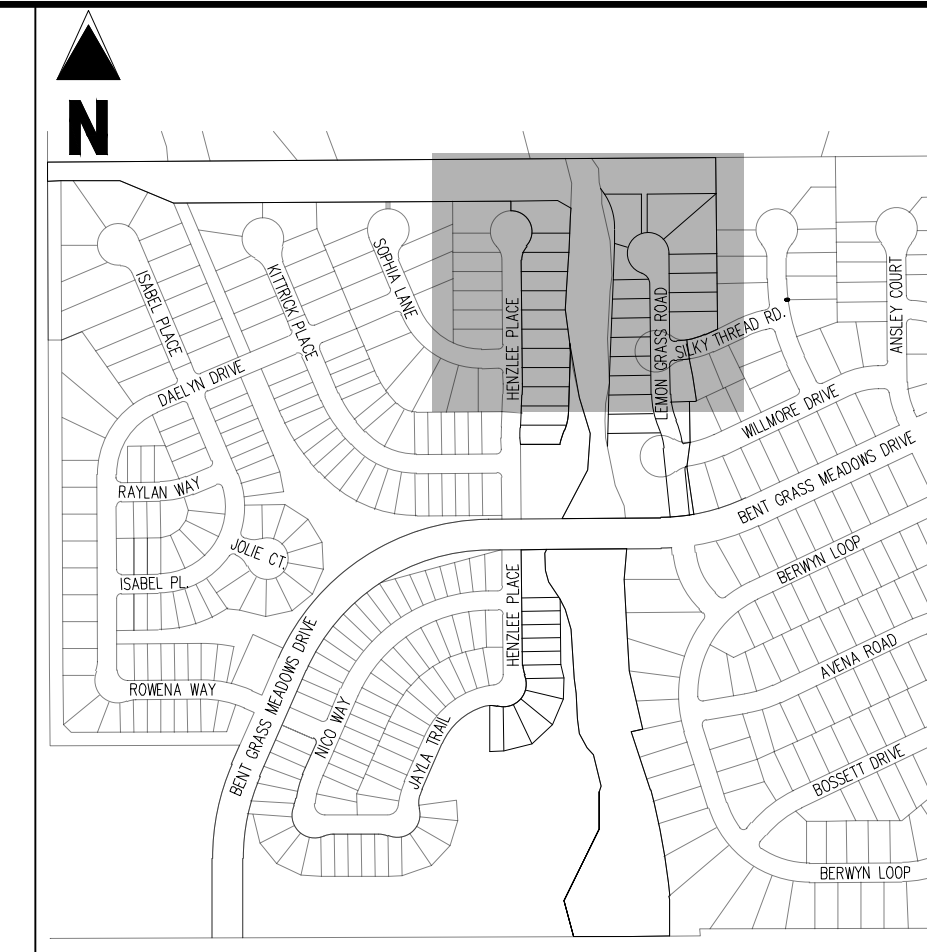 N
ISABEL PLACE
KITTRICK PLACE
SOPHIA LANE
HENZLEE PLACE
LEMON GRASS ROAD
SILKY THREAD RD.
ANSLEY COURT
DAELYN DRIVE
WILLMORE DRIVE
BENT GRASS MEADOWS DRIVE
RAYLAN WAY
JOLIE CT.
BERWYN LOOP
ISABEL PL.
HENZLEE PLACE
AVENA ROAD
ROWENA WAY
BENT GRASS MEADOWS DRIVE
NICO WAY
JAYLA TRAIL
BOSSETT DRIVE
BERWYN LOOP